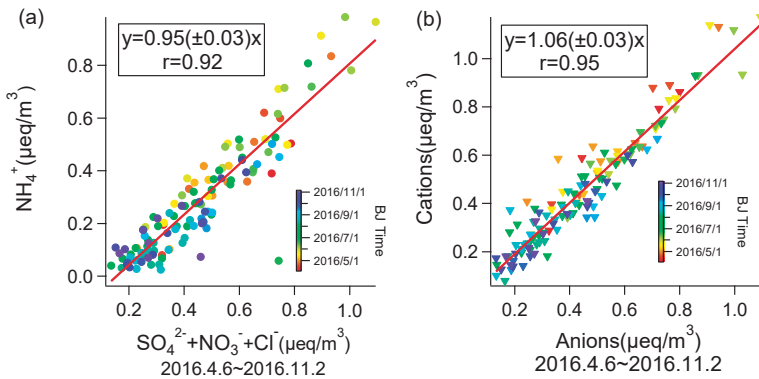 (a)
y=0.95(±0.03)x
r=0.92
NH₄⁺(μeq/m³)
0.8
0.6
0.4
0.2
0.0
2016/11/1
2016/9/1
2016/7/1
2016/5/1
BJ Time
0.2 0.4 0.6 0.8 1.0
SO₄²⁻+NO₃⁻+Cl⁻(μeq/m³)
2016.4.6~2016.11.2
(b)
y=1.06(±0.03)x
r=0.95
Cations(μeq/m³)
1.0
0.8
0.6
0.4
0.2
2016/11/1
2016/9/1
2016/7/1
2016/5/1
BJ Time
0.2 0.4 0.6 0.8 1.0
Anions(μeq/m³)
2016.4.6~2016.11.2